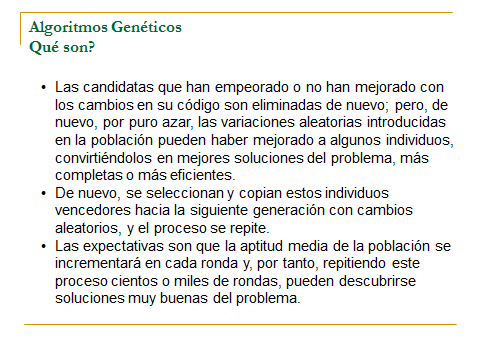 Algoritmos Genéticos
Qué son?
• Las candidatas que han empeorado o no han mejorado con
los cambios en su código son eliminadas de nuevo; pero, de
nuevo, por puro azar, las variaciones aleatorias introducidas
en la población pueden haber mejorado a algunos individuos,
convirtiéndolos en mejores soluciones del problema, más
completas o más eficientes.
• De nuevo, se seleccionan y copian estos individuos
vencedores hacia la siguiente generación con cambios
aleatorios, y el proceso se repite.
• Las expectativas son que la aptitud media de la población se
incrementará en cada ronda y, por tanto, repitiendo este
proceso cientos o miles de rondas, pueden descubrirse
soluciones muy buenas del problema.